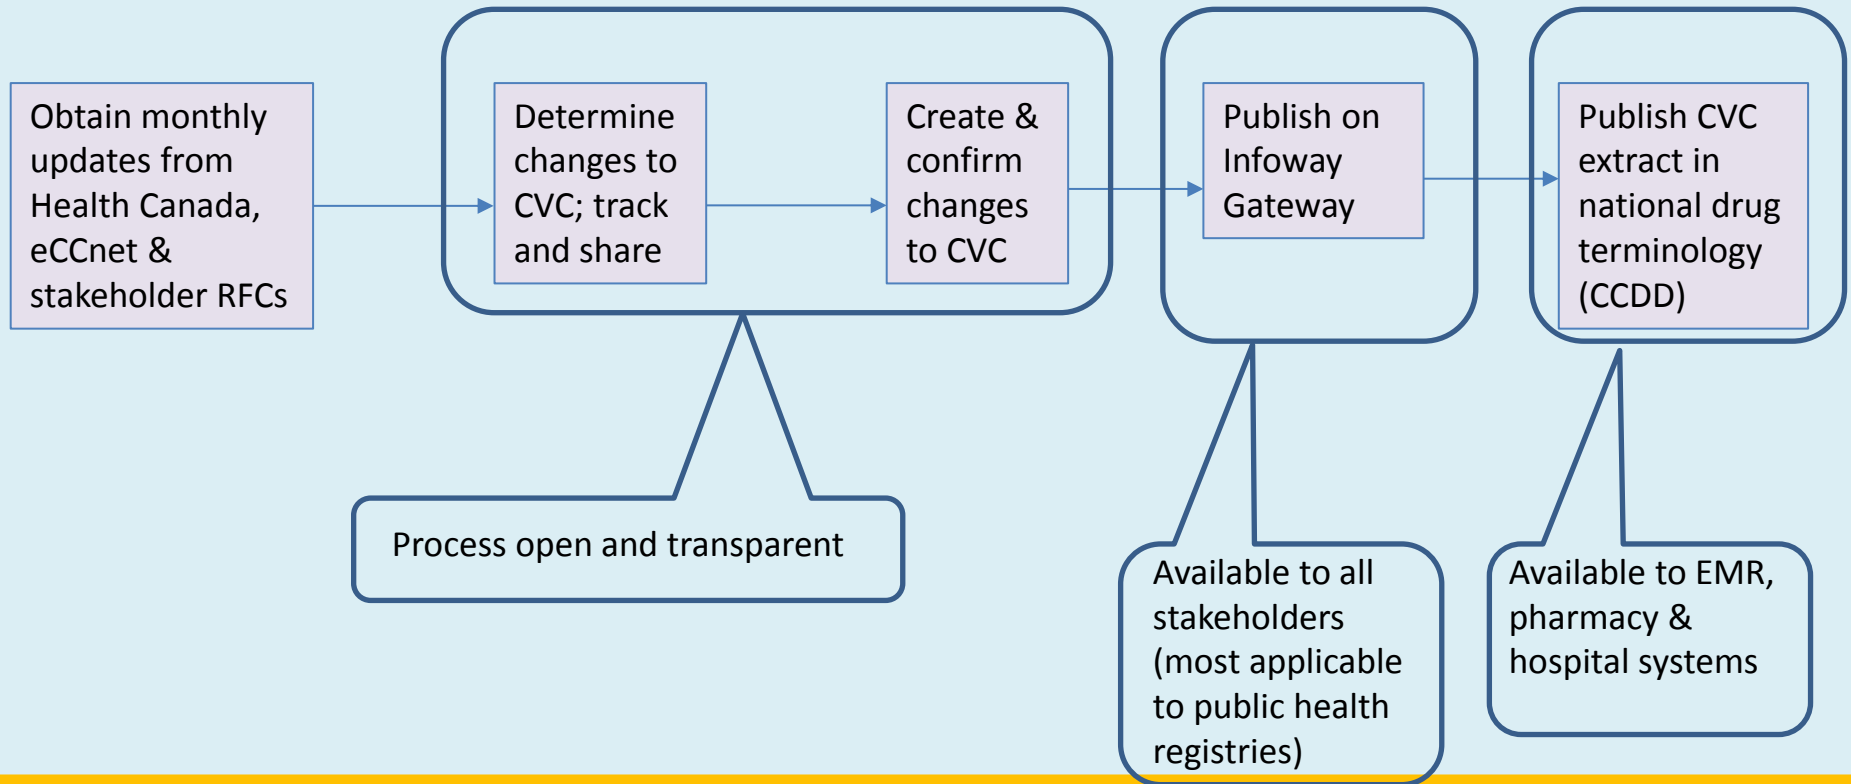 Obtain monthly
updates from
Health Canada,
eCCnet &
stakeholder RFCs
Determine
changes to
CVC; track
and share
Create &
confirm
changes
to CVC
Publish on
Infoway
Gateway
Publish CVC
extract in
national drug
terminology
(CCDD)
Process open and transparent
Available to all
stakeholders
(most applicable
to public health
registries)
Available to EMR,
pharmacy &
hospital systems